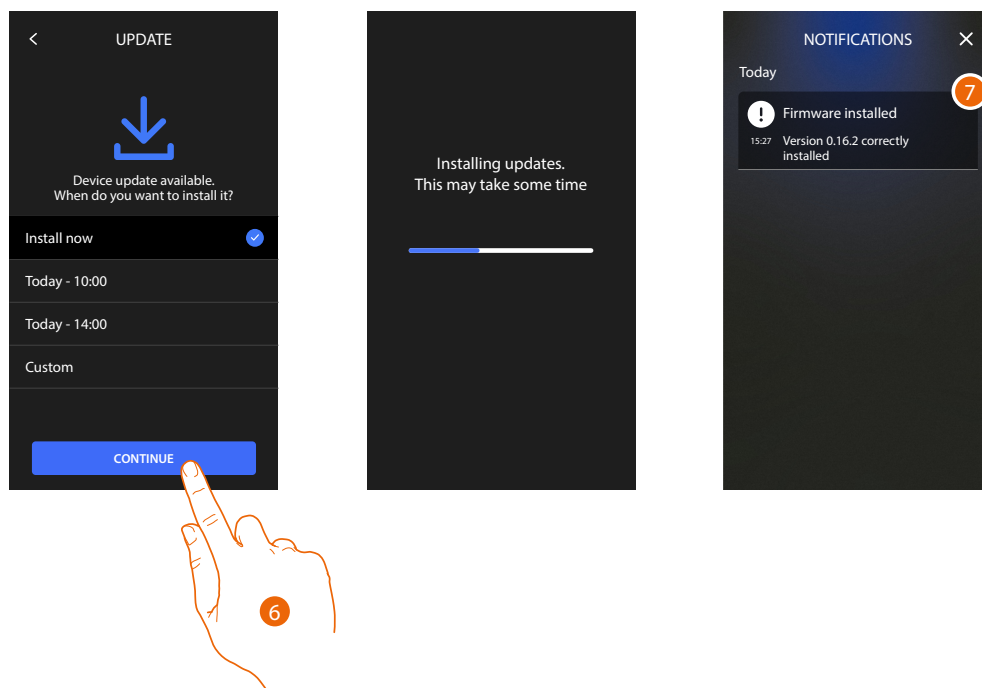 UPDATE
Device update available.
When do you want to install it?
Install now
Today - 10:00
Today - 14:00
Custom
CONTINUE
6
Installing updates.
This may take some time
NOTIFICATIONS
Today
7
Firmware installed
15:27 Version 0.16.2 correctly
installed